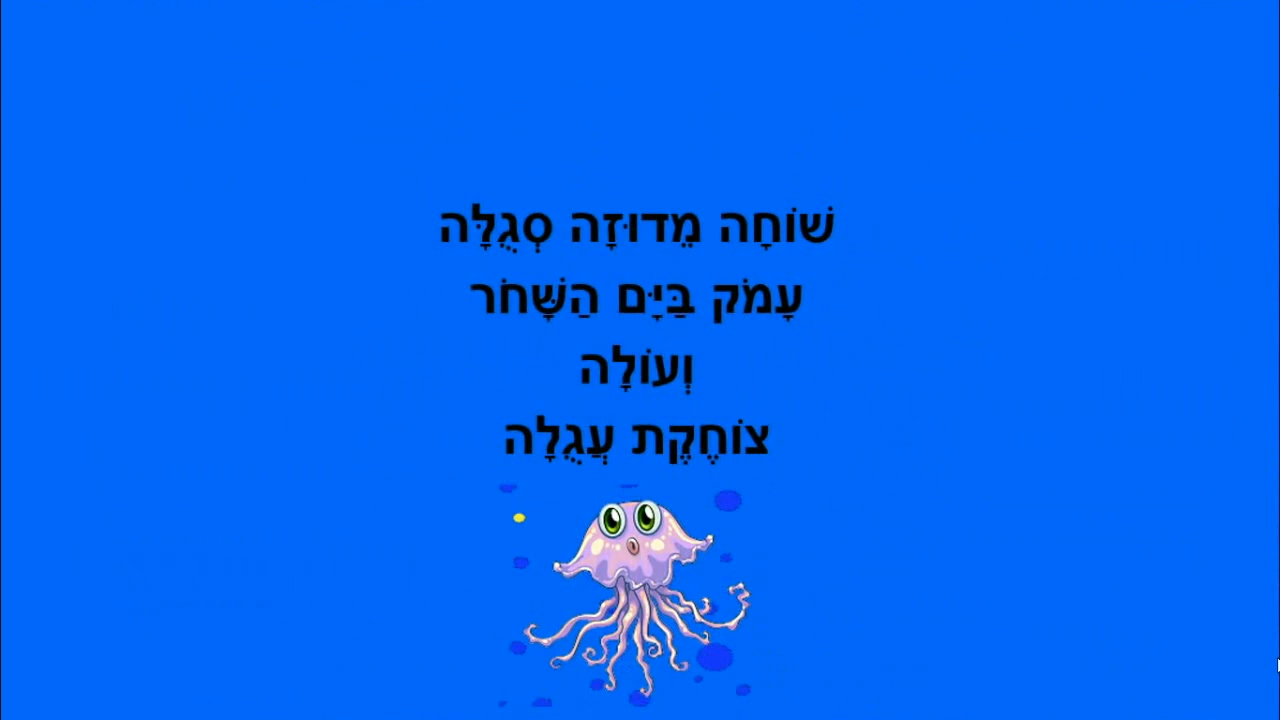 שׂוֹחָה מֵדוּזָה סְגֻלָּה
עָמֹק בַּיָּם הַשָּׁחֹר
וְעוֹלָה
צוֹחֶקֶת עֲגֻלָה